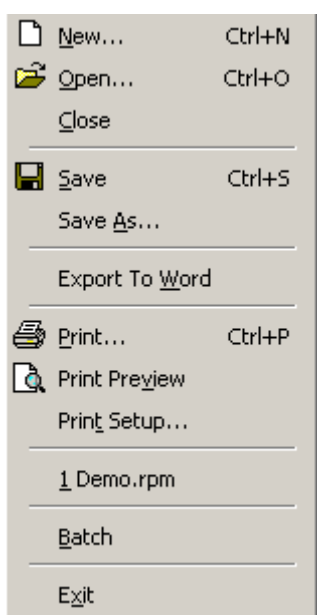 New... Ctrl+N
Open... Ctrl+O
Close
Save Ctrl+S
Save As...
Export To Word
Print... Ctrl+P
Print Preview
Print Setup...
1 Demo.rpm
Batch
Exit